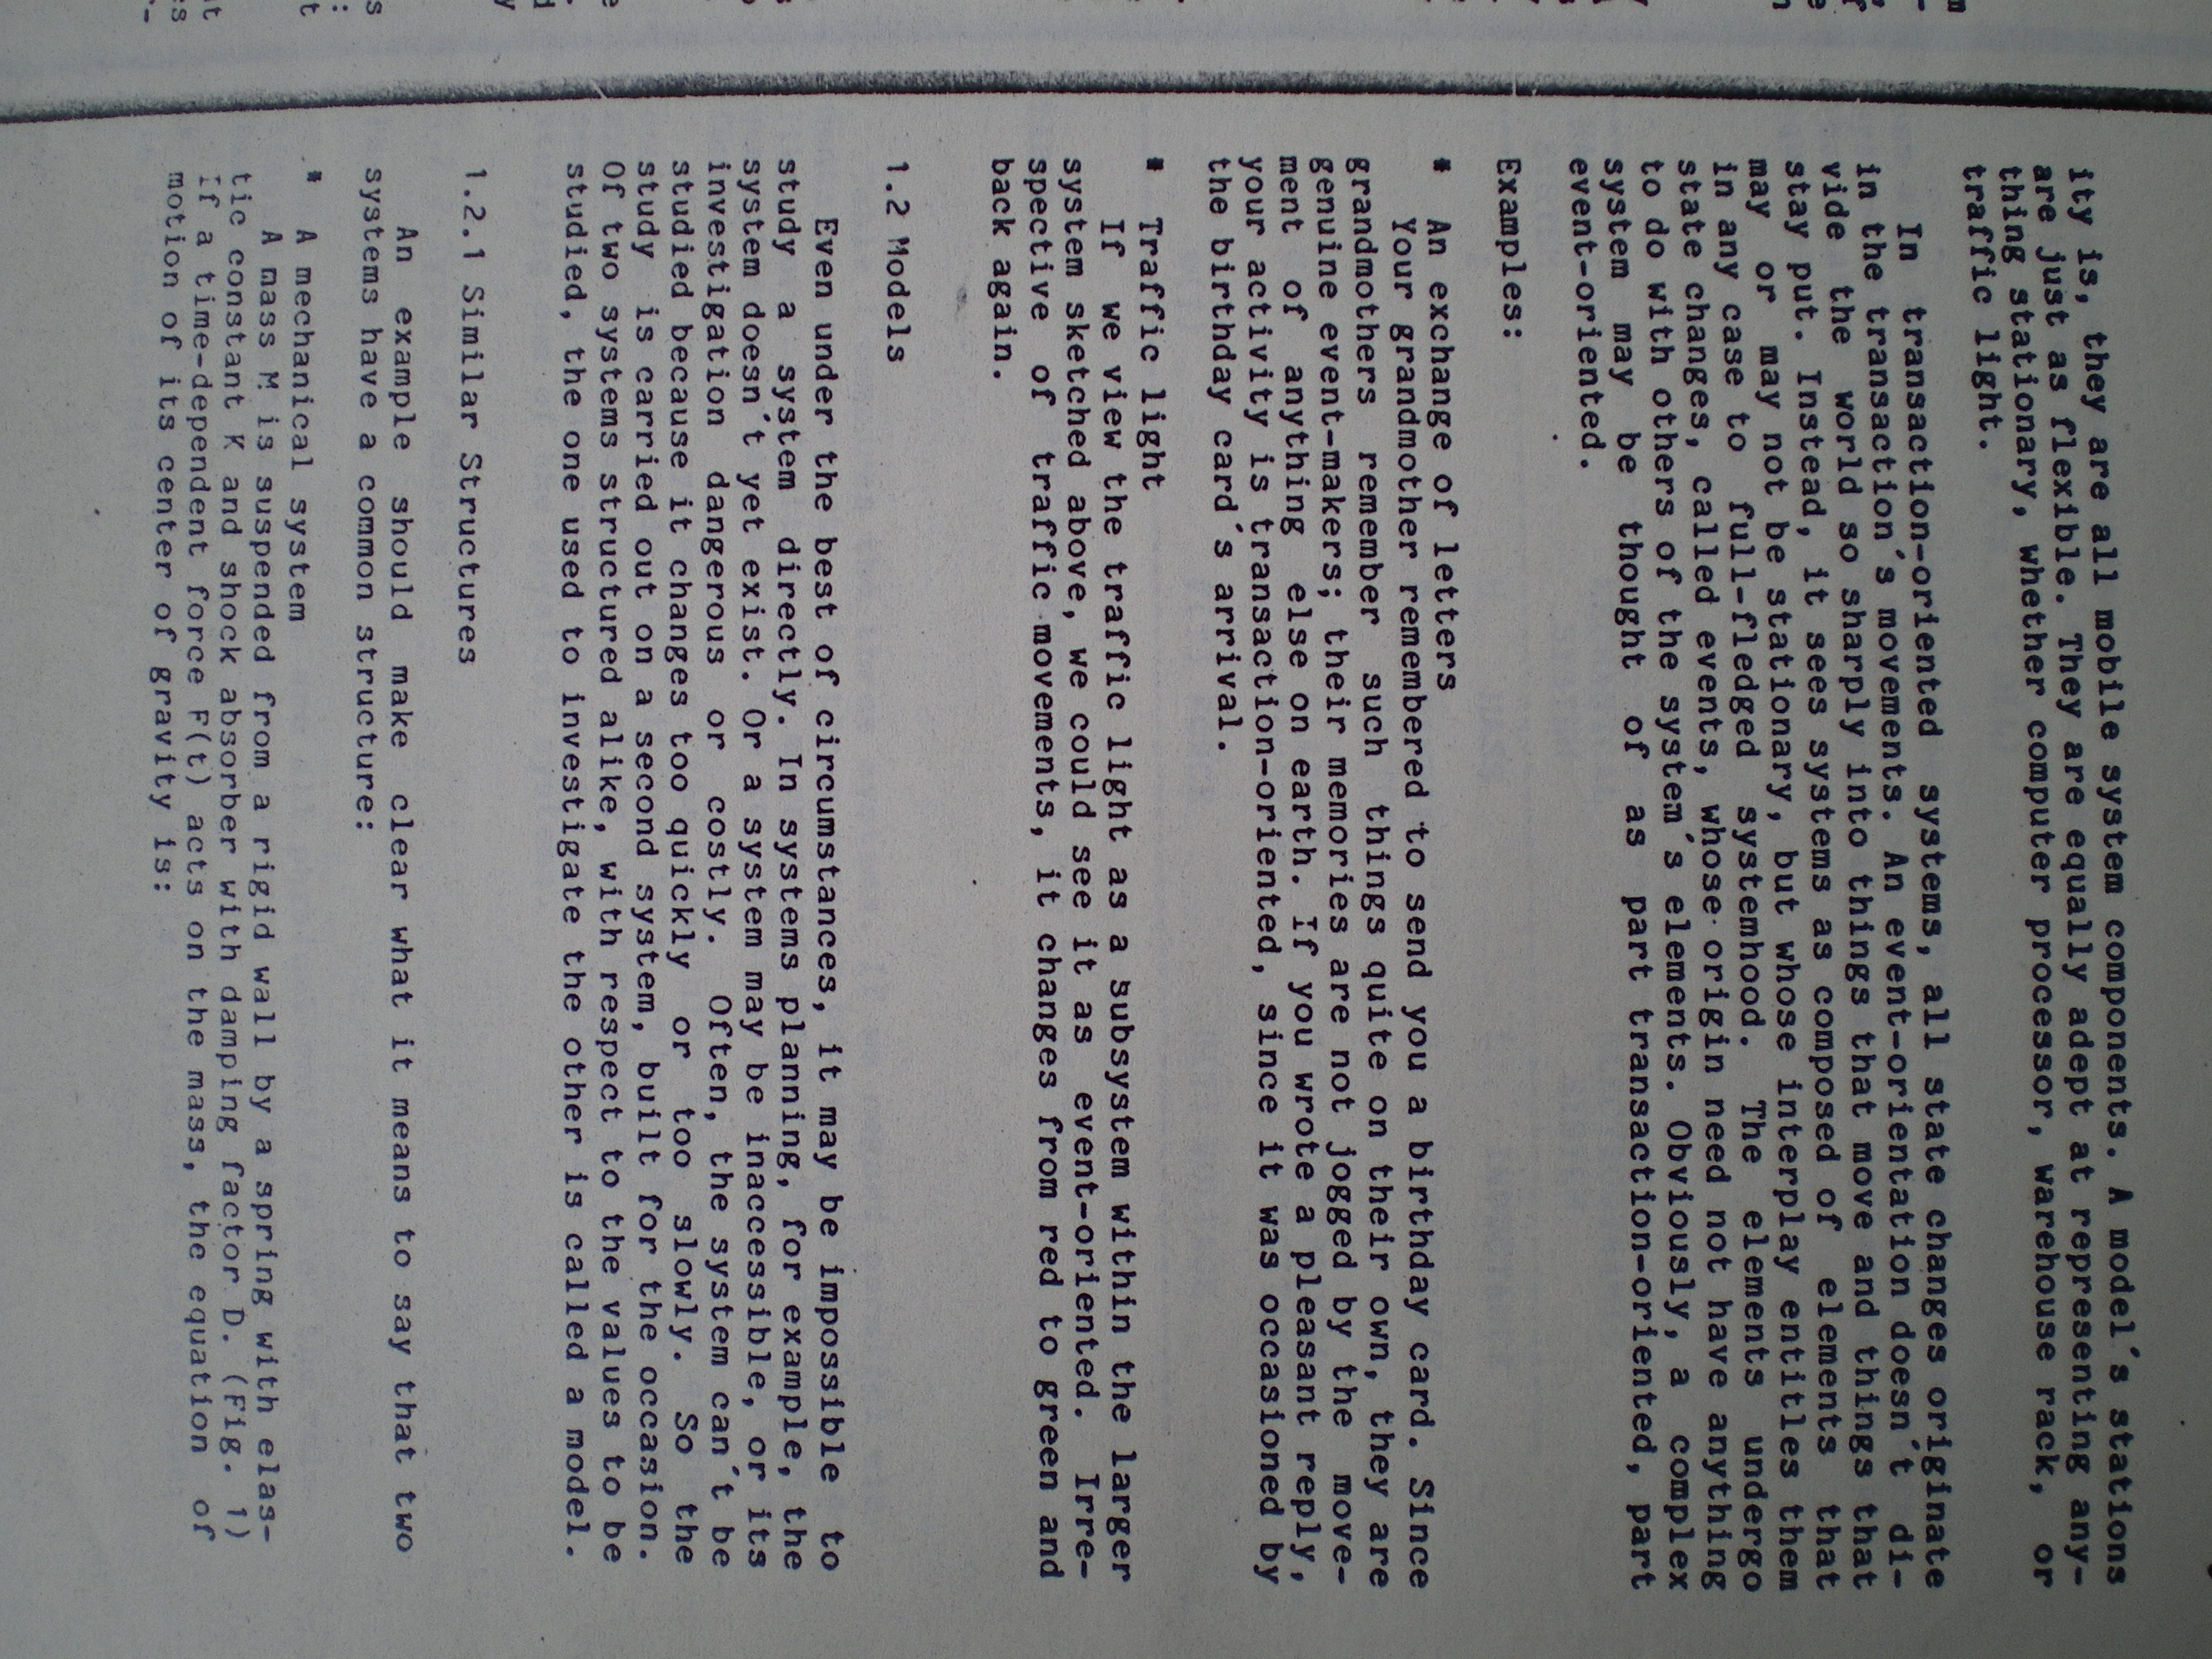 ity is, they are all mobile system components. A model's stations
are just as flexible. They are equally adept at representing any-
thing stationary, whether computer processor, warehouse rack, or
traffic light.
In transaction-oriented systems, all state changes originate
in the transaction's movements. An event-orientation doesn't di-
vide the world so sharply into things that move and things that
stay put. Instead, it sees systems as composed of elements that
may or may not be stationary, but whose interplay entitles them
in any case to full-fledged systemhood. The elements undergo
state changes, called events, whose origin need not have anything
to do with others of the system's elements. Obviously, a complex
system may be thought of as part transaction-oriented, part
event-oriented.
Examples:
* An exchange of letters
Your grandmother remembered to send you a birthday card. Since
grandmothers remember such things quite on their own, they are
genuine event-makers; their memories are not jogged by the move-
ment of anything else on earth. If you wrote a pleasant reply,
your activity is transaction-oriented, since it was occasioned by
the birthday card's arrival.
* Traffic light
If we view the traffic light as a subsystem within the larger
system sketched above, we could see it as event-oriented. Irre-
spective of traffic movements, it changes from red to green and
back again.
1.2 Models
Even under the best of circumstances, it may be impossible to
study a system directly. In systems planning, for example, the
system doesn't yet exist. Or a system may be inaccessible, or its
investigation dangerous or costly. Often, the system can't be
studied because it changes too quickly or too slowly. So the
study is carried out on a second system, built for the occasion.
Of two systems structured alike, with respect to the values to be
studied, the one used to investigate the other is called a model.
1.2.1 Similar Structures
An example should make clear what it means to say that two
systems have a common structure:
* A mechanical system
A mass M is suspended from a rigid wall by a spring with elas-
tic constant K and shock absorber with damping factor D. (Fig. 1)
If a time-dependent force F(t) acts on the mass, the equation of
motion of its center of gravity is: